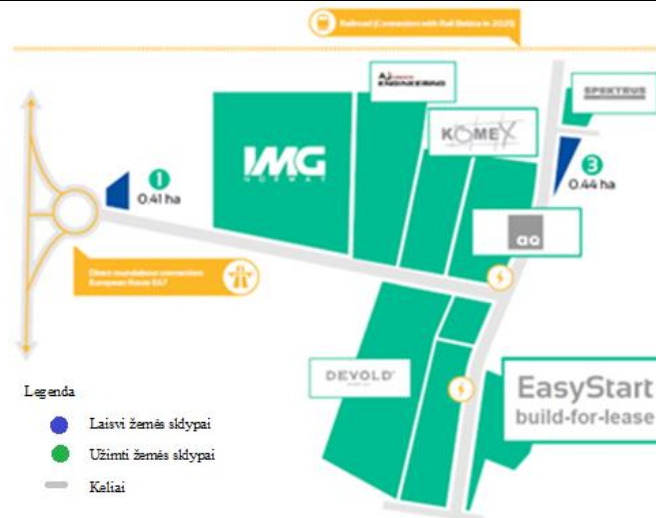 Railroad (Connection with Rail Baltica in 2025)
ENGINEERING
SPEKTRUS
KOMEX
IMG
NORWAY
1
0.41 ha
3
0.44 ha
aq
Direct roundabout connection:
European Route E67
DEVOLD
EasyStart
build-for-lease
Legenda
Laisvi žemės sklypai
Užimti žemės sklypai
Keliai